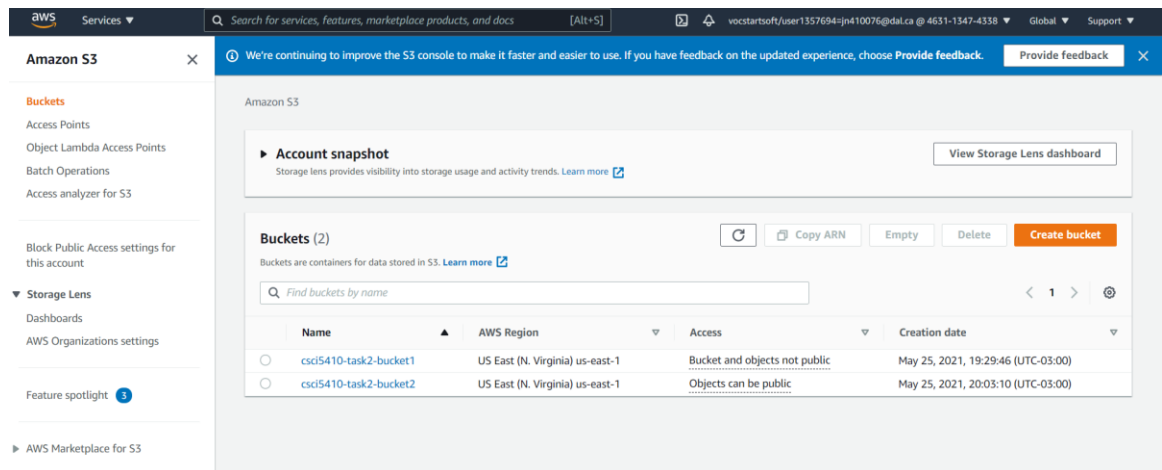 aws
Services ▼
Search for services, features, marketplace products, and docs
[Alt+S]
vocstartsoft/user1357694=jn410076@dal.ca @ 4631-1347-4338 ▼
Global ▼
Support ▼
Amazon S3
We're continuing to improve the S3 console to make it faster and easier to use. If you have feedback on the updated experience, choose Provide feedback.
Provide feedback
Buckets
Access Points
Object Lambda Access Points
Batch Operations
Access analyzer for S3
Block Public Access settings for
this account
Storage Lens
Dashboards
AWS Organizations settings
Feature spotlight 3
AWS Marketplace for S3
Amazon S3
Account snapshot
View Storage Lens dashboard
Storage lens provides visibility into storage usage and activity trends. Learn more
Buckets (2)
Copy ARN
Empty
Delete
Create bucket
Buckets are containers for data stored in S3. Learn more
Find buckets by name
1
Name AWS Region Access Creation date
csci5410-task2-bucket1 US East (N. Virginia) us-east-1 Bucket and objects not public May 25, 2021, 19:29:46 (UTC-03:00)
csci5410-task2-bucket2 US East (N. Virginia) us-east-1 Objects can be public May 25, 2021, 20:03:10 (UTC-03:00)